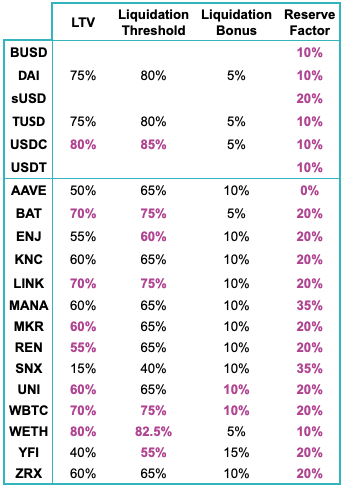 LTV Liquidation Threshold Liquidation Bonus Reserve Factor
BUSD 10%
DAI 75% 80% 5% 10%
sUSD 20%
TUSD 75% 80% 5% 10%
USDC 80% 85% 5% 10%
USDT 10%
AAVE 50% 65% 10% 0%
BAT 70% 75% 5% 20%
ENJ 55% 60% 10% 20%
KNC 60% 65% 10% 20%
LINK 70% 75% 10% 20%
MANA 60% 65% 10% 35%
MKR 60% 65% 10% 20%
REN 55% 65% 10% 20%
SNX 15% 40% 10% 35%
UNI 60% 65% 10% 20%
WBTC 70% 75% 10% 20%
WETH 80% 82.5% 5% 10%
YFI 40% 55% 15% 20%
ZRX 60% 65% 10% 20%